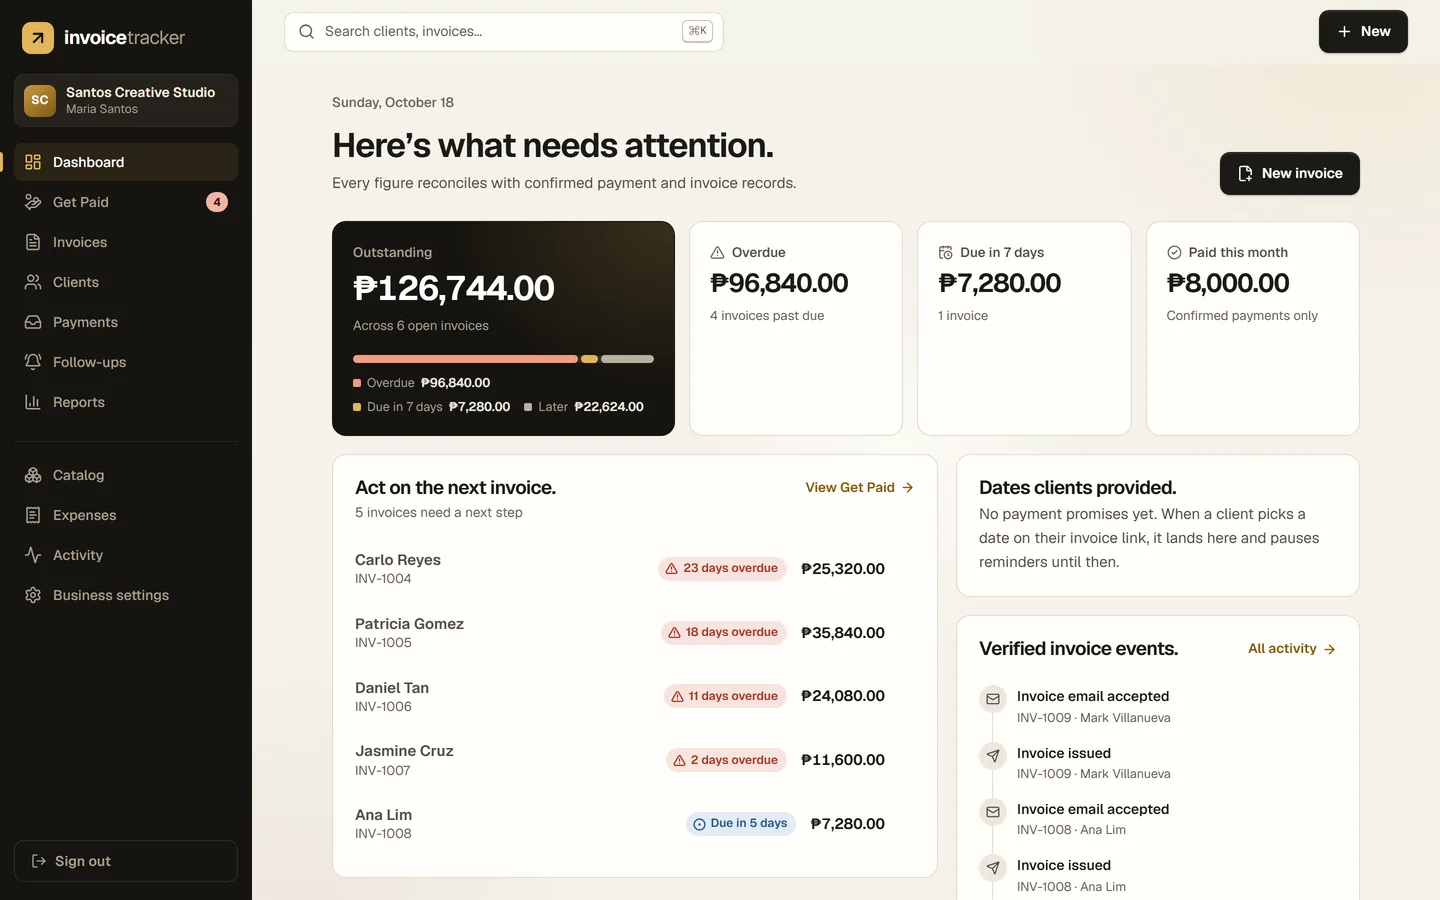 invoicetracker
SC
Santos Creative Studio
Maria Santos
Dashboard
Get Paid 4
Invoices
Clients
Payments
Follow-ups
Reports
Catalog
Expenses
Activity
Business settings
Sign out
Search clients, invoices... ⌘K
New
Sunday, October 18
Here’s what needs attention.
Every figure reconciles with confirmed payment and invoice records.
New invoice
Outstanding
₱126,744.00
Across 6 open invoices
Overdue ₱96,840.00
Due in 7 days ₱7,280.00 Later ₱22,624.00
Overdue
₱96,840.00
4 invoices past due
Due in 7 days
₱7,280.00
1 invoice
Paid this month
₱8,000.00
Confirmed payments only
Act on the next invoice. View Get Paid →
5 invoices need a next step
Carlo Reyes
INV-1004
23 days overdue ₱25,320.00
Patricia Gomez
INV-1005
18 days overdue ₱35,840.00
Daniel Tan
INV-1006
11 days overdue ₱24,080.00
Jasmine Cruz
INV-1007
2 days overdue ₱11,600.00
Ana Lim
INV-1008
Due in 5 days ₱7,280.00
Dates clients provided.
No payment promises yet. When a client picks a
date on their invoice link, it lands here and pauses
reminders until then.
Verified invoice events. All activity →
Invoice email accepted
INV-1009 · Mark Villanueva
Invoice issued
INV-1009 · Mark Villanueva
Invoice email accepted
INV-1008 · Ana Lim
Invoice issued
INV-1008 · Ana Lim